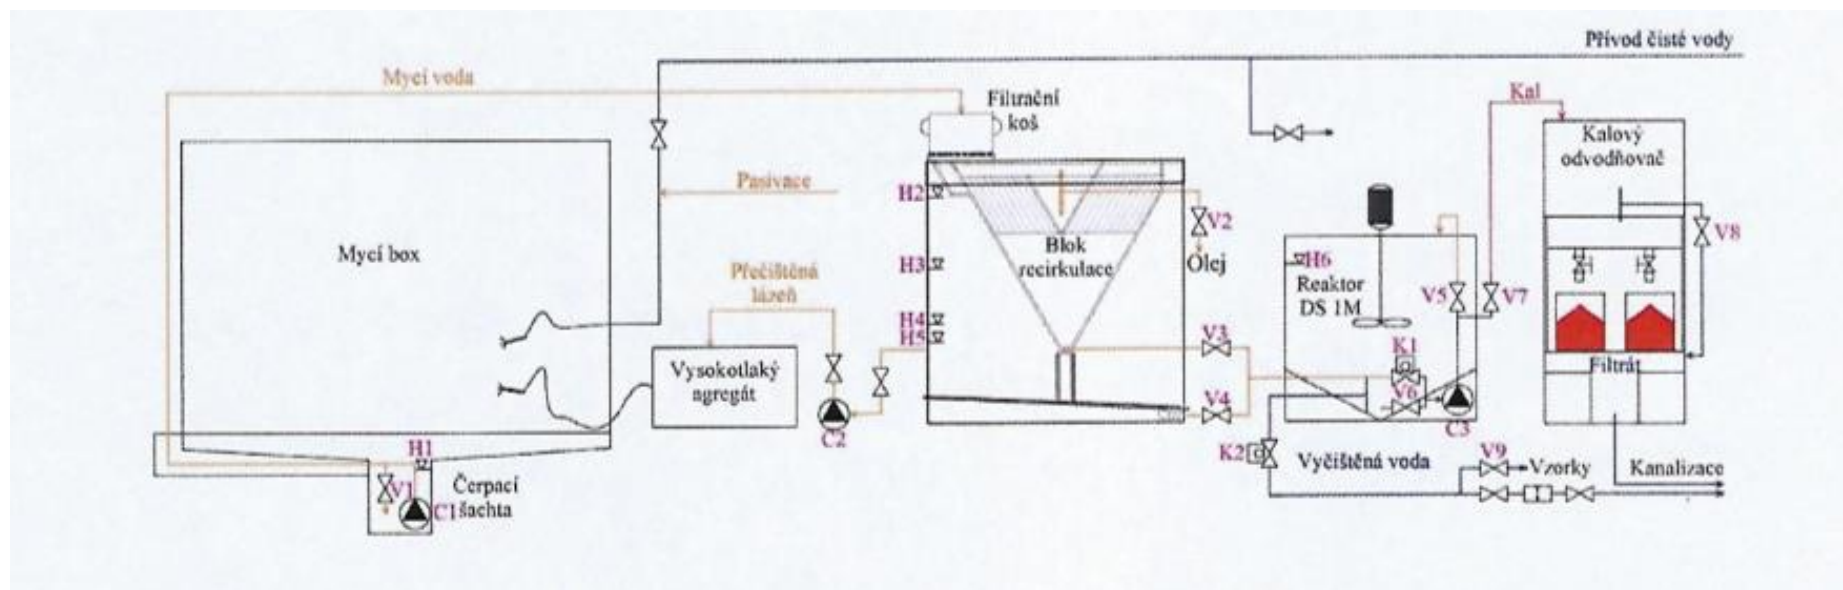 Přívod čisté vody
Mycí voda
Kal
Filtrační
koš
Kalový
odvodňovač
Pasivace
H2
V2
V8
Mycí box
Blok
recirkulace
Olej
H3
H6
Přečištěná
lázeň
Reaktor
DS 1M
V5
V7
H4
H5
V3
K1
Vysokotlaký
agregát
Filtrát
V6
V4
C2
C3
H1
K2
Vyčištěná voda
V9
Vzorky
Kanalizace
V1
Čerpací
šachta
C1